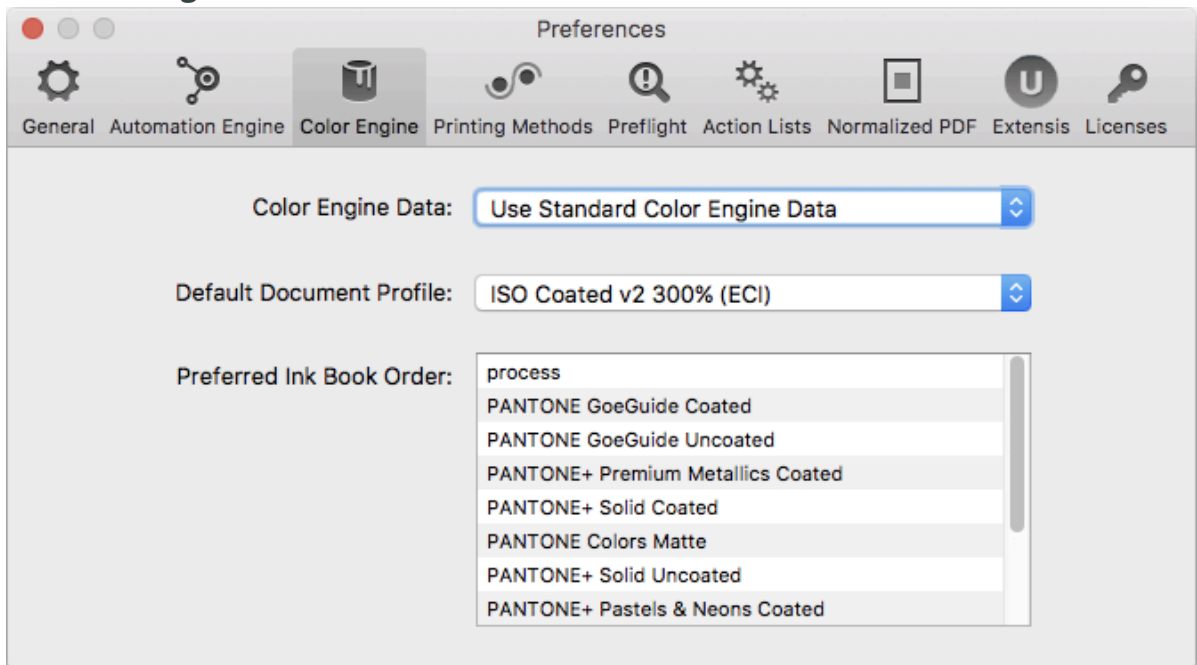 Preferences
General Automation Engine Color Engine Printing Methods Preflight Action Lists Normalized PDF Extensis Licenses
Color Engine Data: Use Standard Color Engine Data
Default Document Profile: ISO Coated v2 300% (ECI)
Preferred Ink Book Order: process
PANTONE GoeGuide Coated
PANTONE GoeGuide Uncoated
PANTONE+ Premium Metallics Coated
PANTONE+ Solid Coated
PANTONE Colors Matte
PANTONE+ Solid Uncoated
PANTONE+ Pastels & Neons Coated